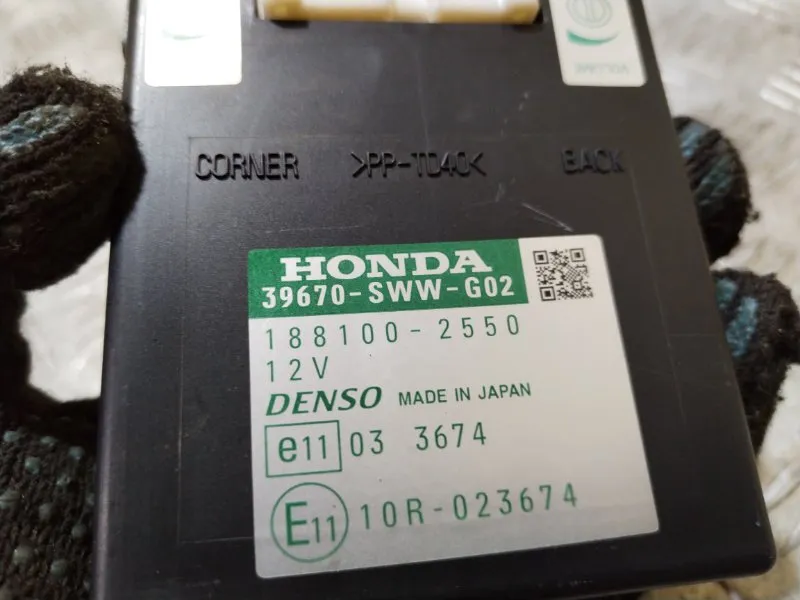 CORNER >PP-TD40< BACK
HONDA
39670-SWW-G02
188100-2550
12V
DENSO MADE IN JAPAN
e11 03 3674
E11 10R-023674